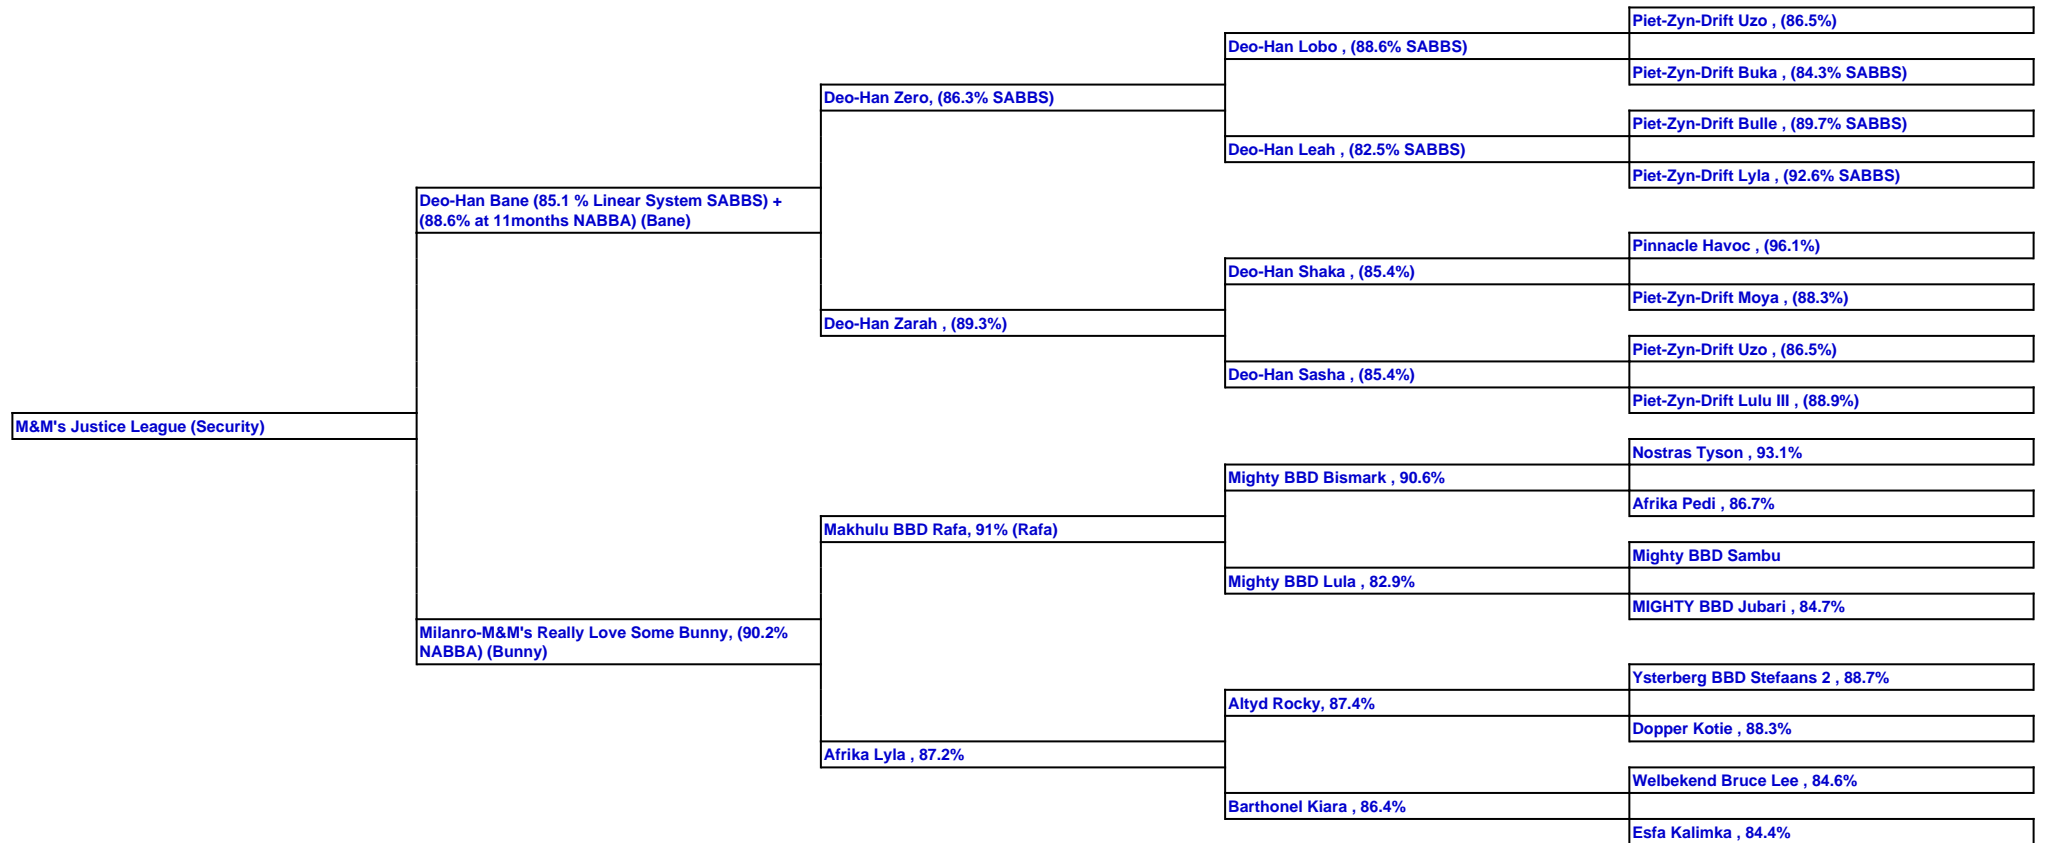 Piet-Zyn-Drift Uzo , (86.5%)
Deo-Han Lobo , (88.6% SABBS)
Piet-Zyn-Drift Buka , (84.3% SABBS)
Deo-Han Zero, (86.3% SABBS)
Piet-Zyn-Drift Bulle , (89.7% SABBS)
Deo-Han Leah , (82.5% SABBS)
Piet-Zyn-Drift Lyla , (92.6% SABBS)
Deo-Han Bane (85.1 % Linear System SABBS) +
(88.6% at 11months NABBA) (Bane)
Pinnacle Havoc , (96.1%)
Deo-Han Shaka , (85.4%)
Piet-Zyn-Drift Moya , (88.3%)
Deo-Han Zarah , (89.3%)
Piet-Zyn-Drift Uzo , (86.5%)
Deo-Han Sasha , (85.4%)
Piet-Zyn-Drift Lulu III , (88.9%)
M&M's Justice League (Security)
Nostras Tyson , 93.1%
Mighty BBD Bismark , 90.6%
Afrika Pedi , 86.7%
Makhulu BBD Rafa, 91% (Rafa)
Mighty BBD Sambu
Mighty BBD Lula , 82.9%
MIGHTY BBD Jubari , 84.7%
Milanro-M&M's Really Love Some Bunny, (90.2%
NABBA) (Bunny)
Ysterberg BBD Stefaans 2 , 88.7%
Altyd Rocky, 87.4%
Dopper Kotie , 88.3%
Afrika Lyla , 87.2%
Welbekend Bruce Lee , 84.6%
Barthonel Kiara , 86.4%
Esfa Kalimka , 84.4%